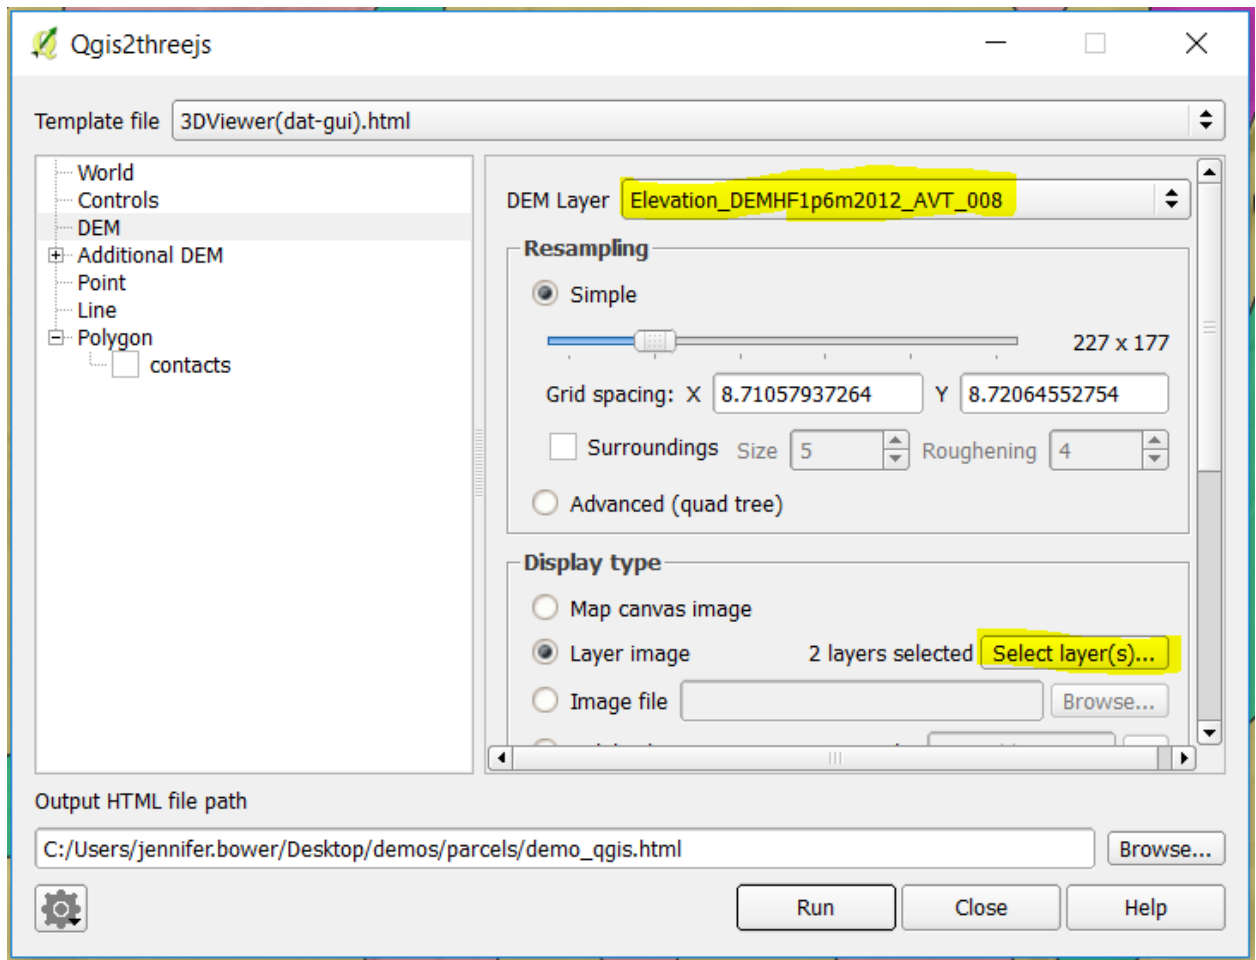 Qgis2threejs
Template file 3DViewer(dat-gui).html
World
Controls
DEM
Additional DEM
Point
Line
Polygon
contacts
DEM Layer Elevation_DEMHF1p6m2012_AVT_008
Resampling
Simple
227 x 177
Grid spacing: X 8.71057937264 Y 8.72064552754
Surroundings Size 5 Roughening 4
Advanced (quad tree)
Display type
Map canvas image
Layer image 2 layers selected Select layer(s)...
Image file Browse...
Output HTML file path
C:/Users/jennifer.bower/Desktop/demos/parcels/demo_qgis.html Browse...
Run Close Help